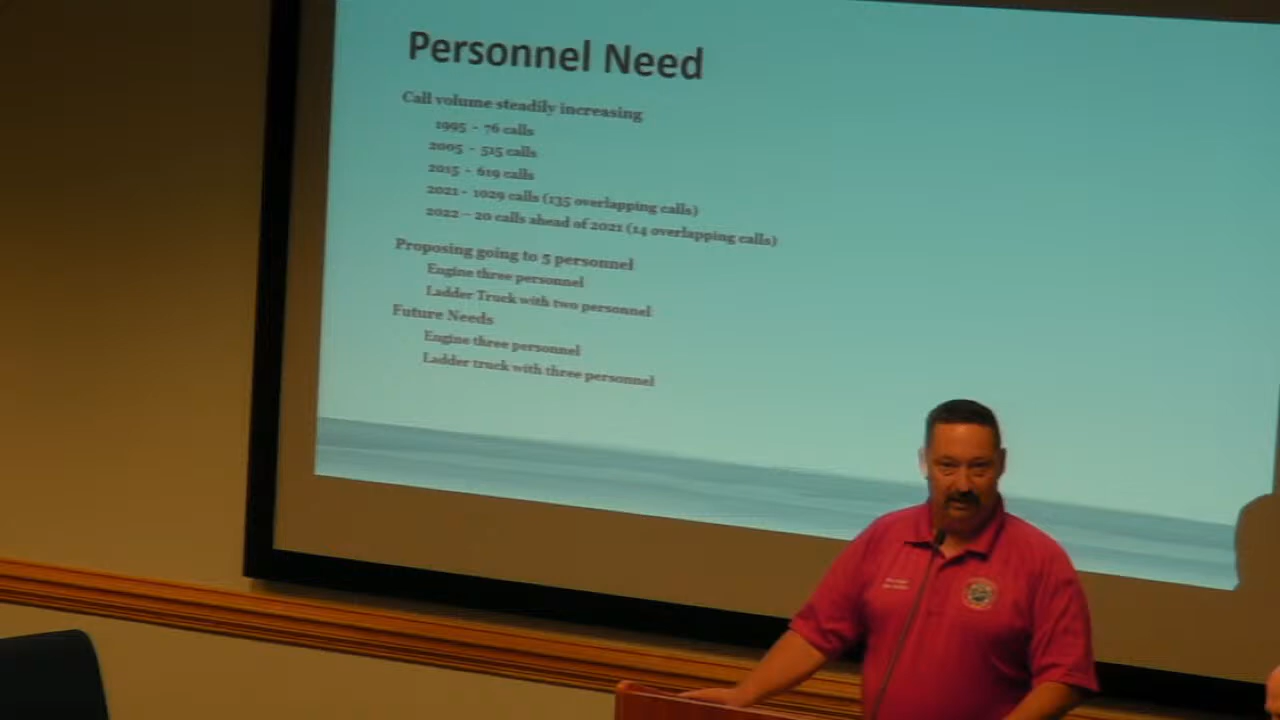 Personnel Need
Call volume steadily increasing
1995 - 76 calls
2005 - 515 calls
2015 - 619 calls
2021 - 1029 calls (135 overlapping calls)
2022 – 20 calls ahead of 2021 (14 overlapping calls)
Proposing going to 5 personnel
Engine three personnel
Ladder Truck with two personnel
Future Needs
Engine three personnel
Ladder truck with three personnel